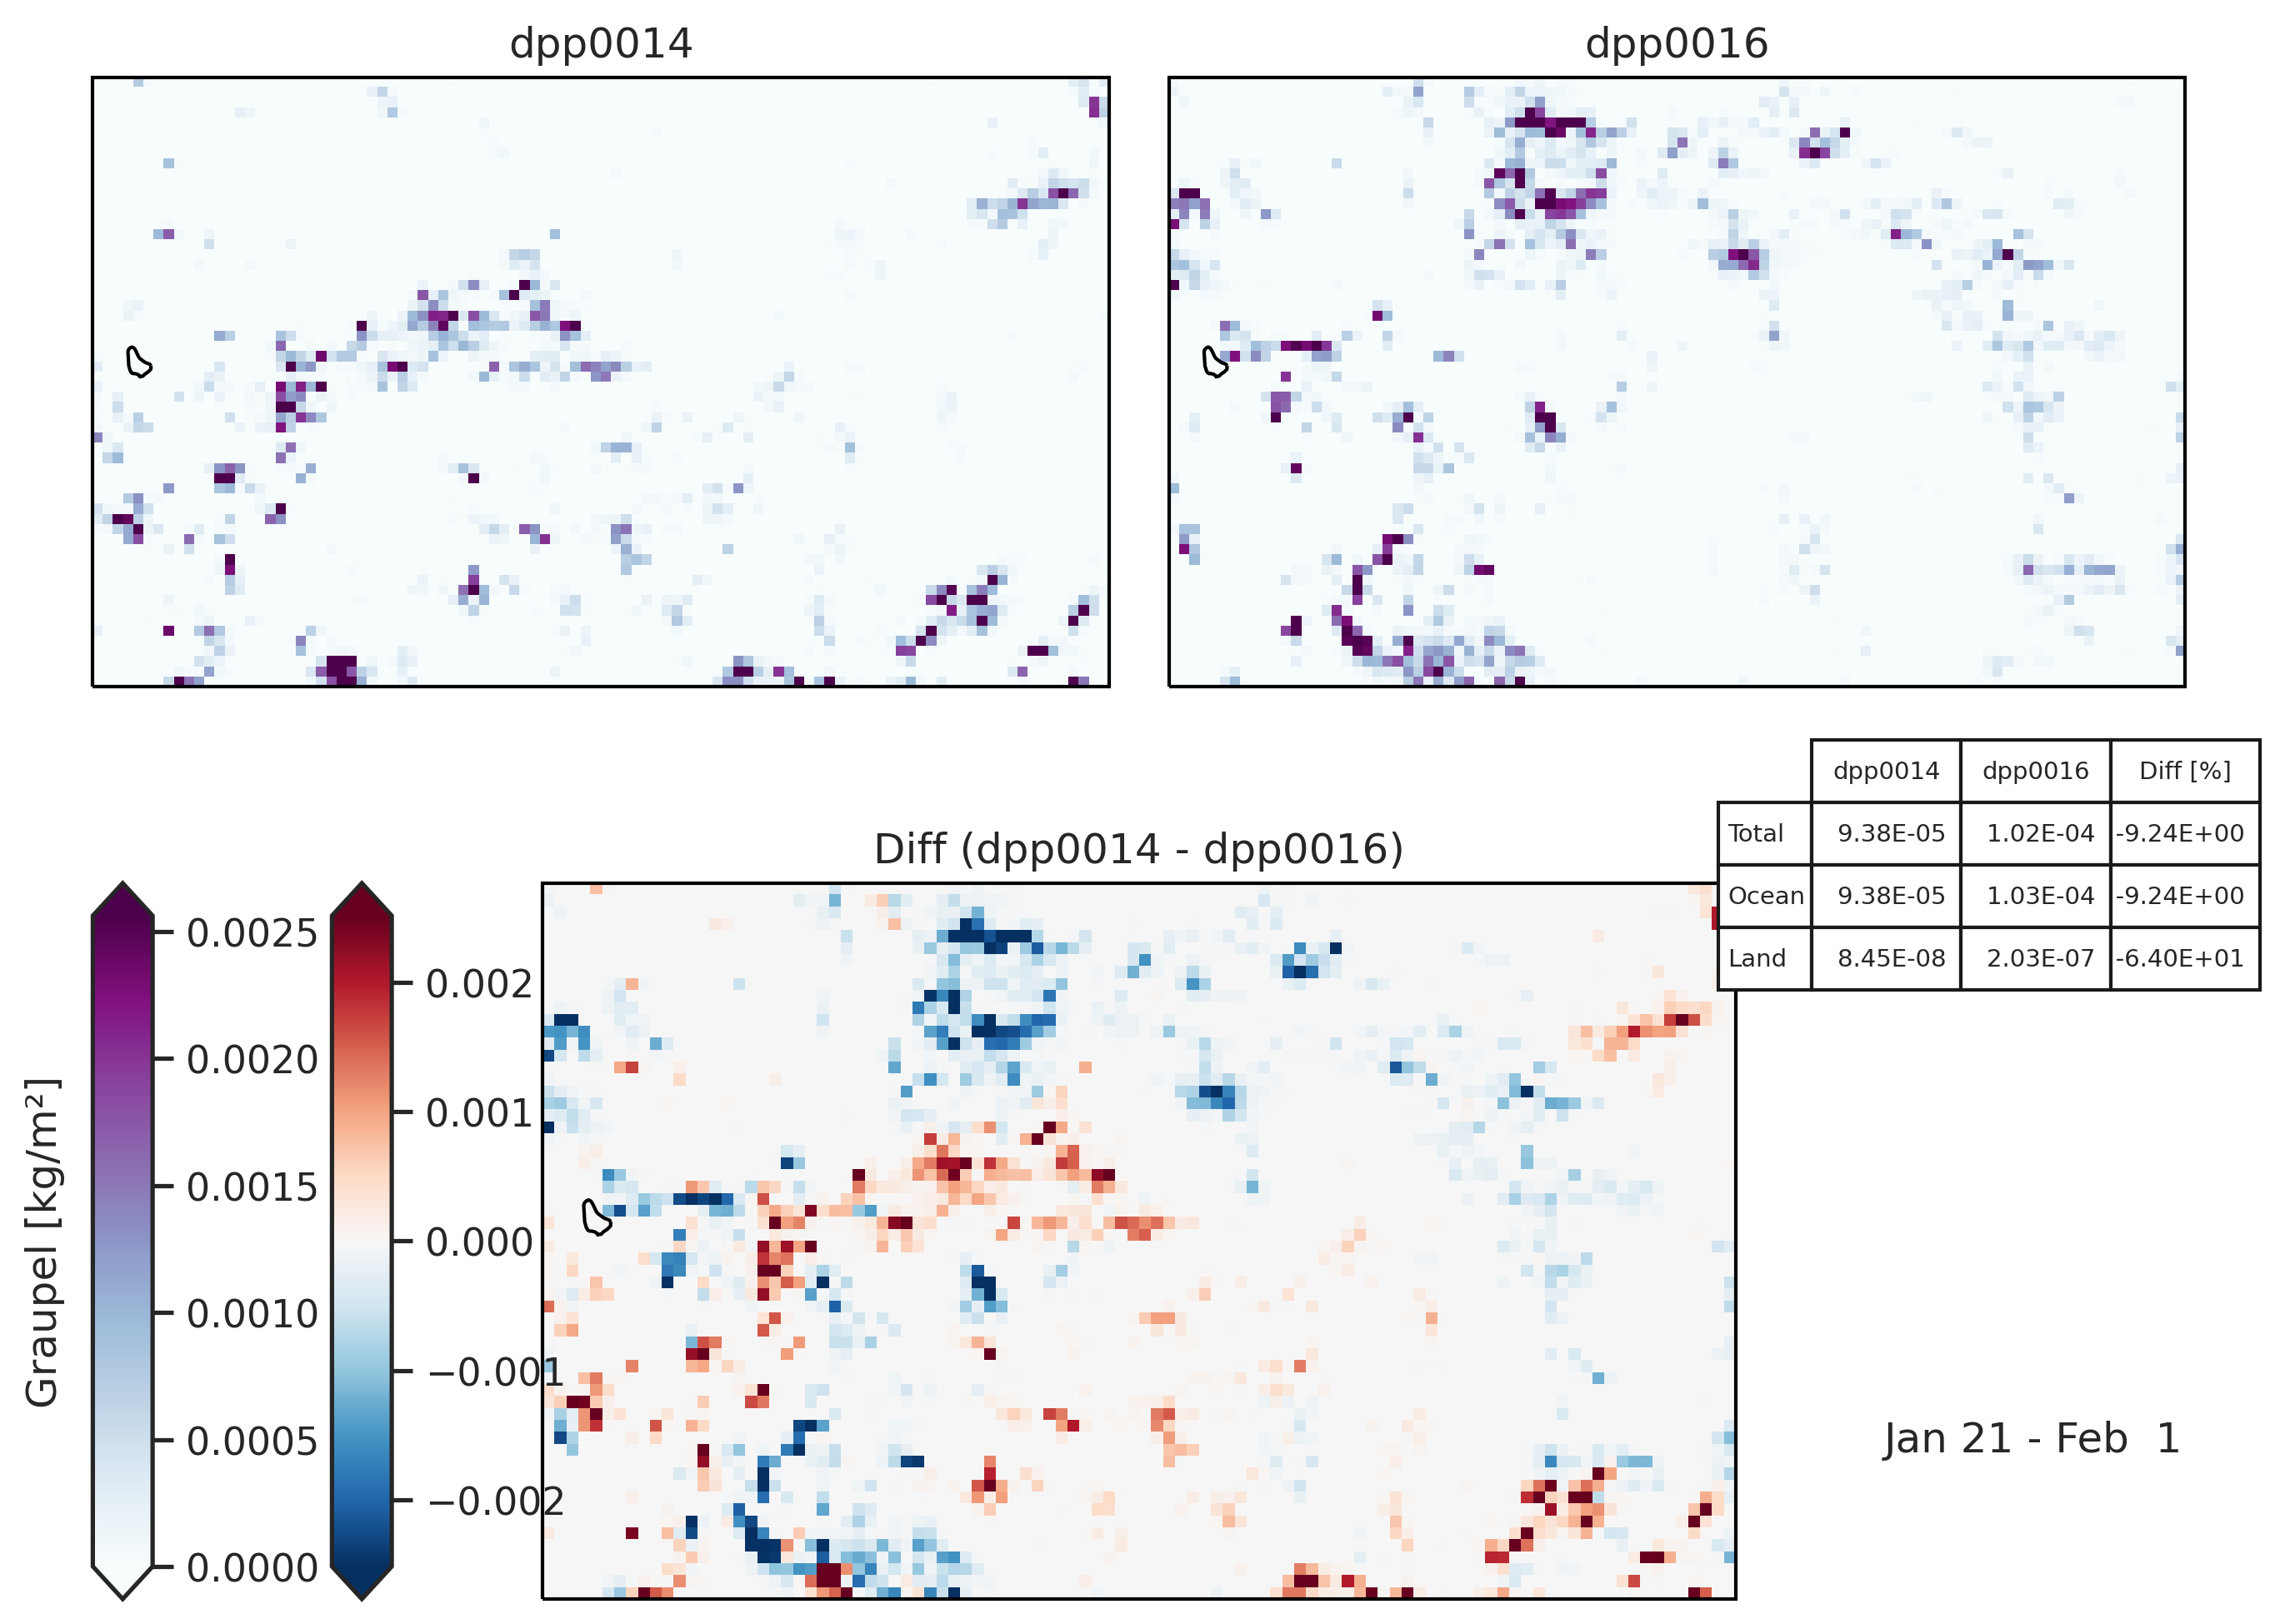 dpp0014
dpp0016
dpp0014 dpp0016 Diff [%]
Total 9.38E-05 1.02E-04 -9.24E+00
Ocean 9.38E-05 1.03E-04 -9.24E+00
Land 8.45E-08 2.03E-07 -6.40E+01
Diff (dpp0014 - dpp0016)
Graupel [kg/m²]
0.0025
0.0020
0.0015
0.0010
0.0005
0.0000
0.002
0.001
0.000
−0.001
−0.002
Jan 21 - Feb  1